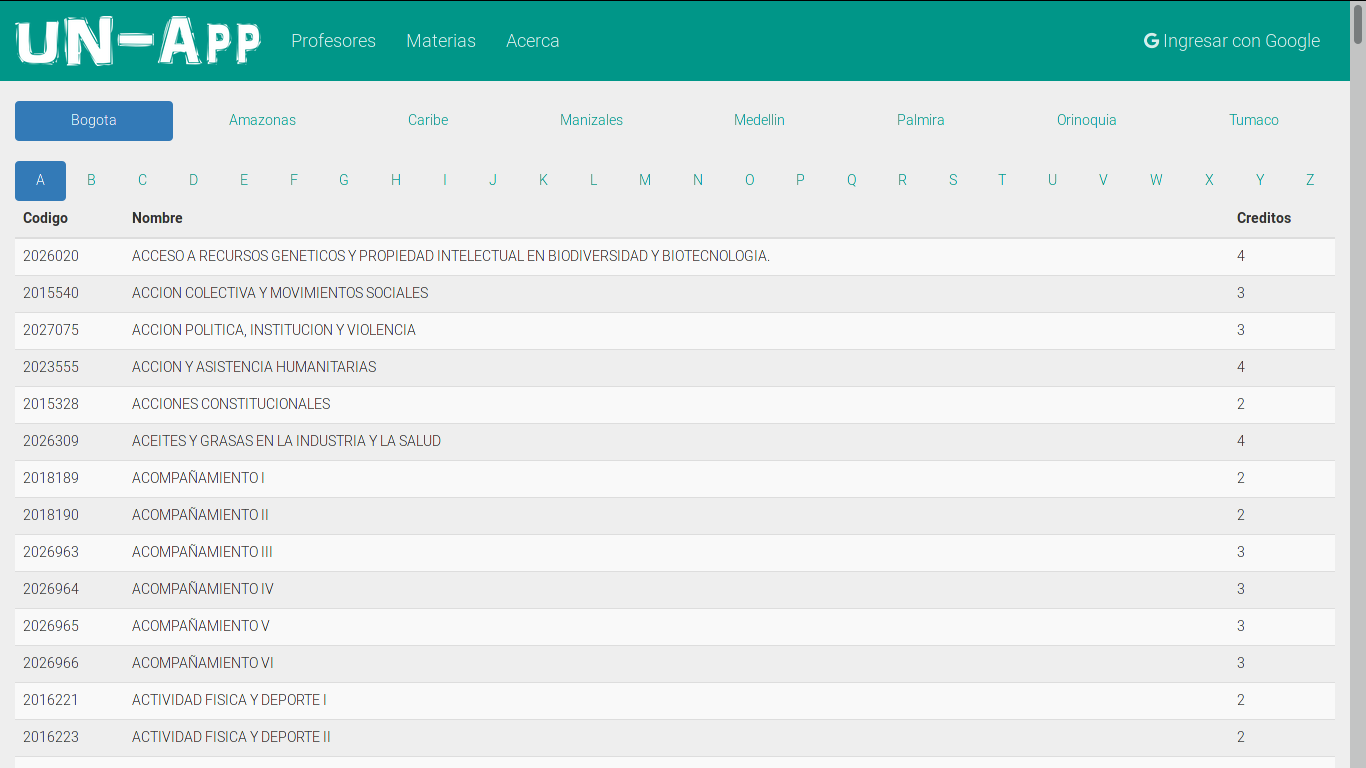 UN-APP Profesores Materias Acerca G Ingresar con Google
Bogota Amazonas Caribe Manizales Medellin Palmira Orinoquia Tumaco
A B C D E F G H I J K L M N O P Q R S T U V W X Y Z
Codigo Nombre Creditos
2026020 ACCESO A RECURSOS GENETICOS Y PROPIEDAD INTELECTUAL EN BIODIVERSIDAD Y BIOTECNOLOGIA. 4
2015540 ACCION COLECTIVA Y MOVIMIENTOS SOCIALES 3
2027075 ACCION POLITICA, INSTITUCION Y VIOLENCIA 3
2023555 ACCION Y ASISTENCIA HUMANITARIAS 4
2015328 ACCIONES CONSTITUCIONALES 2
2026309 ACEITES Y GRASAS EN LA INDUSTRIA Y LA SALUD 4
2018189 ACOMPAÑAMIENTO I 2
2018190 ACOMPAÑAMIENTO II 2
2026963 ACOMPAÑAMIENTO III 3
2026964 ACOMPAÑAMIENTO IV 3
2026965 ACOMPAÑAMIENTO V 3
2026966 ACOMPAÑAMIENTO VI 3
2016221 ACTIVIDAD FISICA Y DEPORTE I 2
2016223 ACTIVIDAD FISICA Y DEPORTE II 2